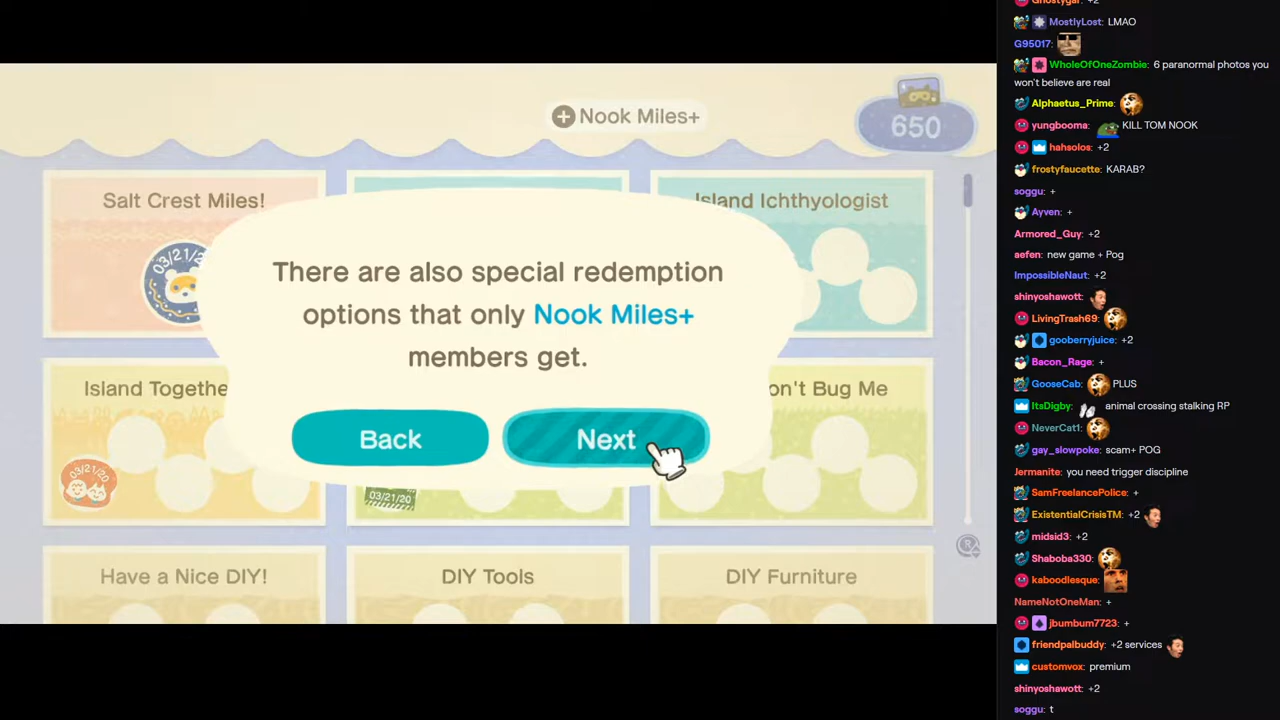 Nook Miles+
650
Salt Crest Miles!
Island Ichthyologist
There are also special redemption
options that only Nook Miles+
members get.
Back
Next
Island Togethe
on't Bug Me
03/21/20
03/21/20
Have a Nice DIY!
DIY Tools
DIY Furniture
Ghostygar: +2
MostlyLost: LMAO
G95017:
WholeOfOneZombie: 6 paranormal photos you
won't believe are real
Alphaetus_Prime:
yungbooma: KILL TOM NOOK
hahsolos: +2
frostyfaucette: KARAB?
soggu: +
Ayven: +
Armored_Guy: +2
aefen: new game + Pog
ImpossibleNaut: +2
shinyoshawott:
LivingTrash69:
gooberryjuice: +2
Bacon_Rage: +
GooseCab: PLUS
ItsDigby: animal crossing stalking RP
NeverCat1:
gay_slowpoke: scam+ POG
Jermanite: you need trigger discipline
SamFreelancePolice: +
ExistentialCrisisTM: +2
midsid3: +2
Shaboba330:
kaboodlesque:
NameNotOneMan: +
jbumbum7723: +
friendpalbuddy: +2 services
customvox: premium
shinyoshawott: +2
soggu: t